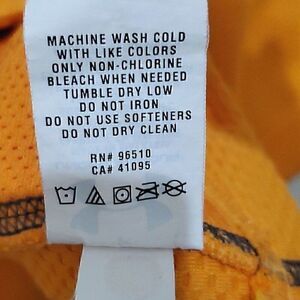 MACHINE WASH COLD
WITH LIKE COLORS
ONLY NON-CHLORINE
BLEACH WHEN NEEDED
TUMBLE DRY LOW
DO NOT IRON
DO NOT USE SOFTENERS
DO NOT DRY CLEAN
RN# 96510
CA# 41095